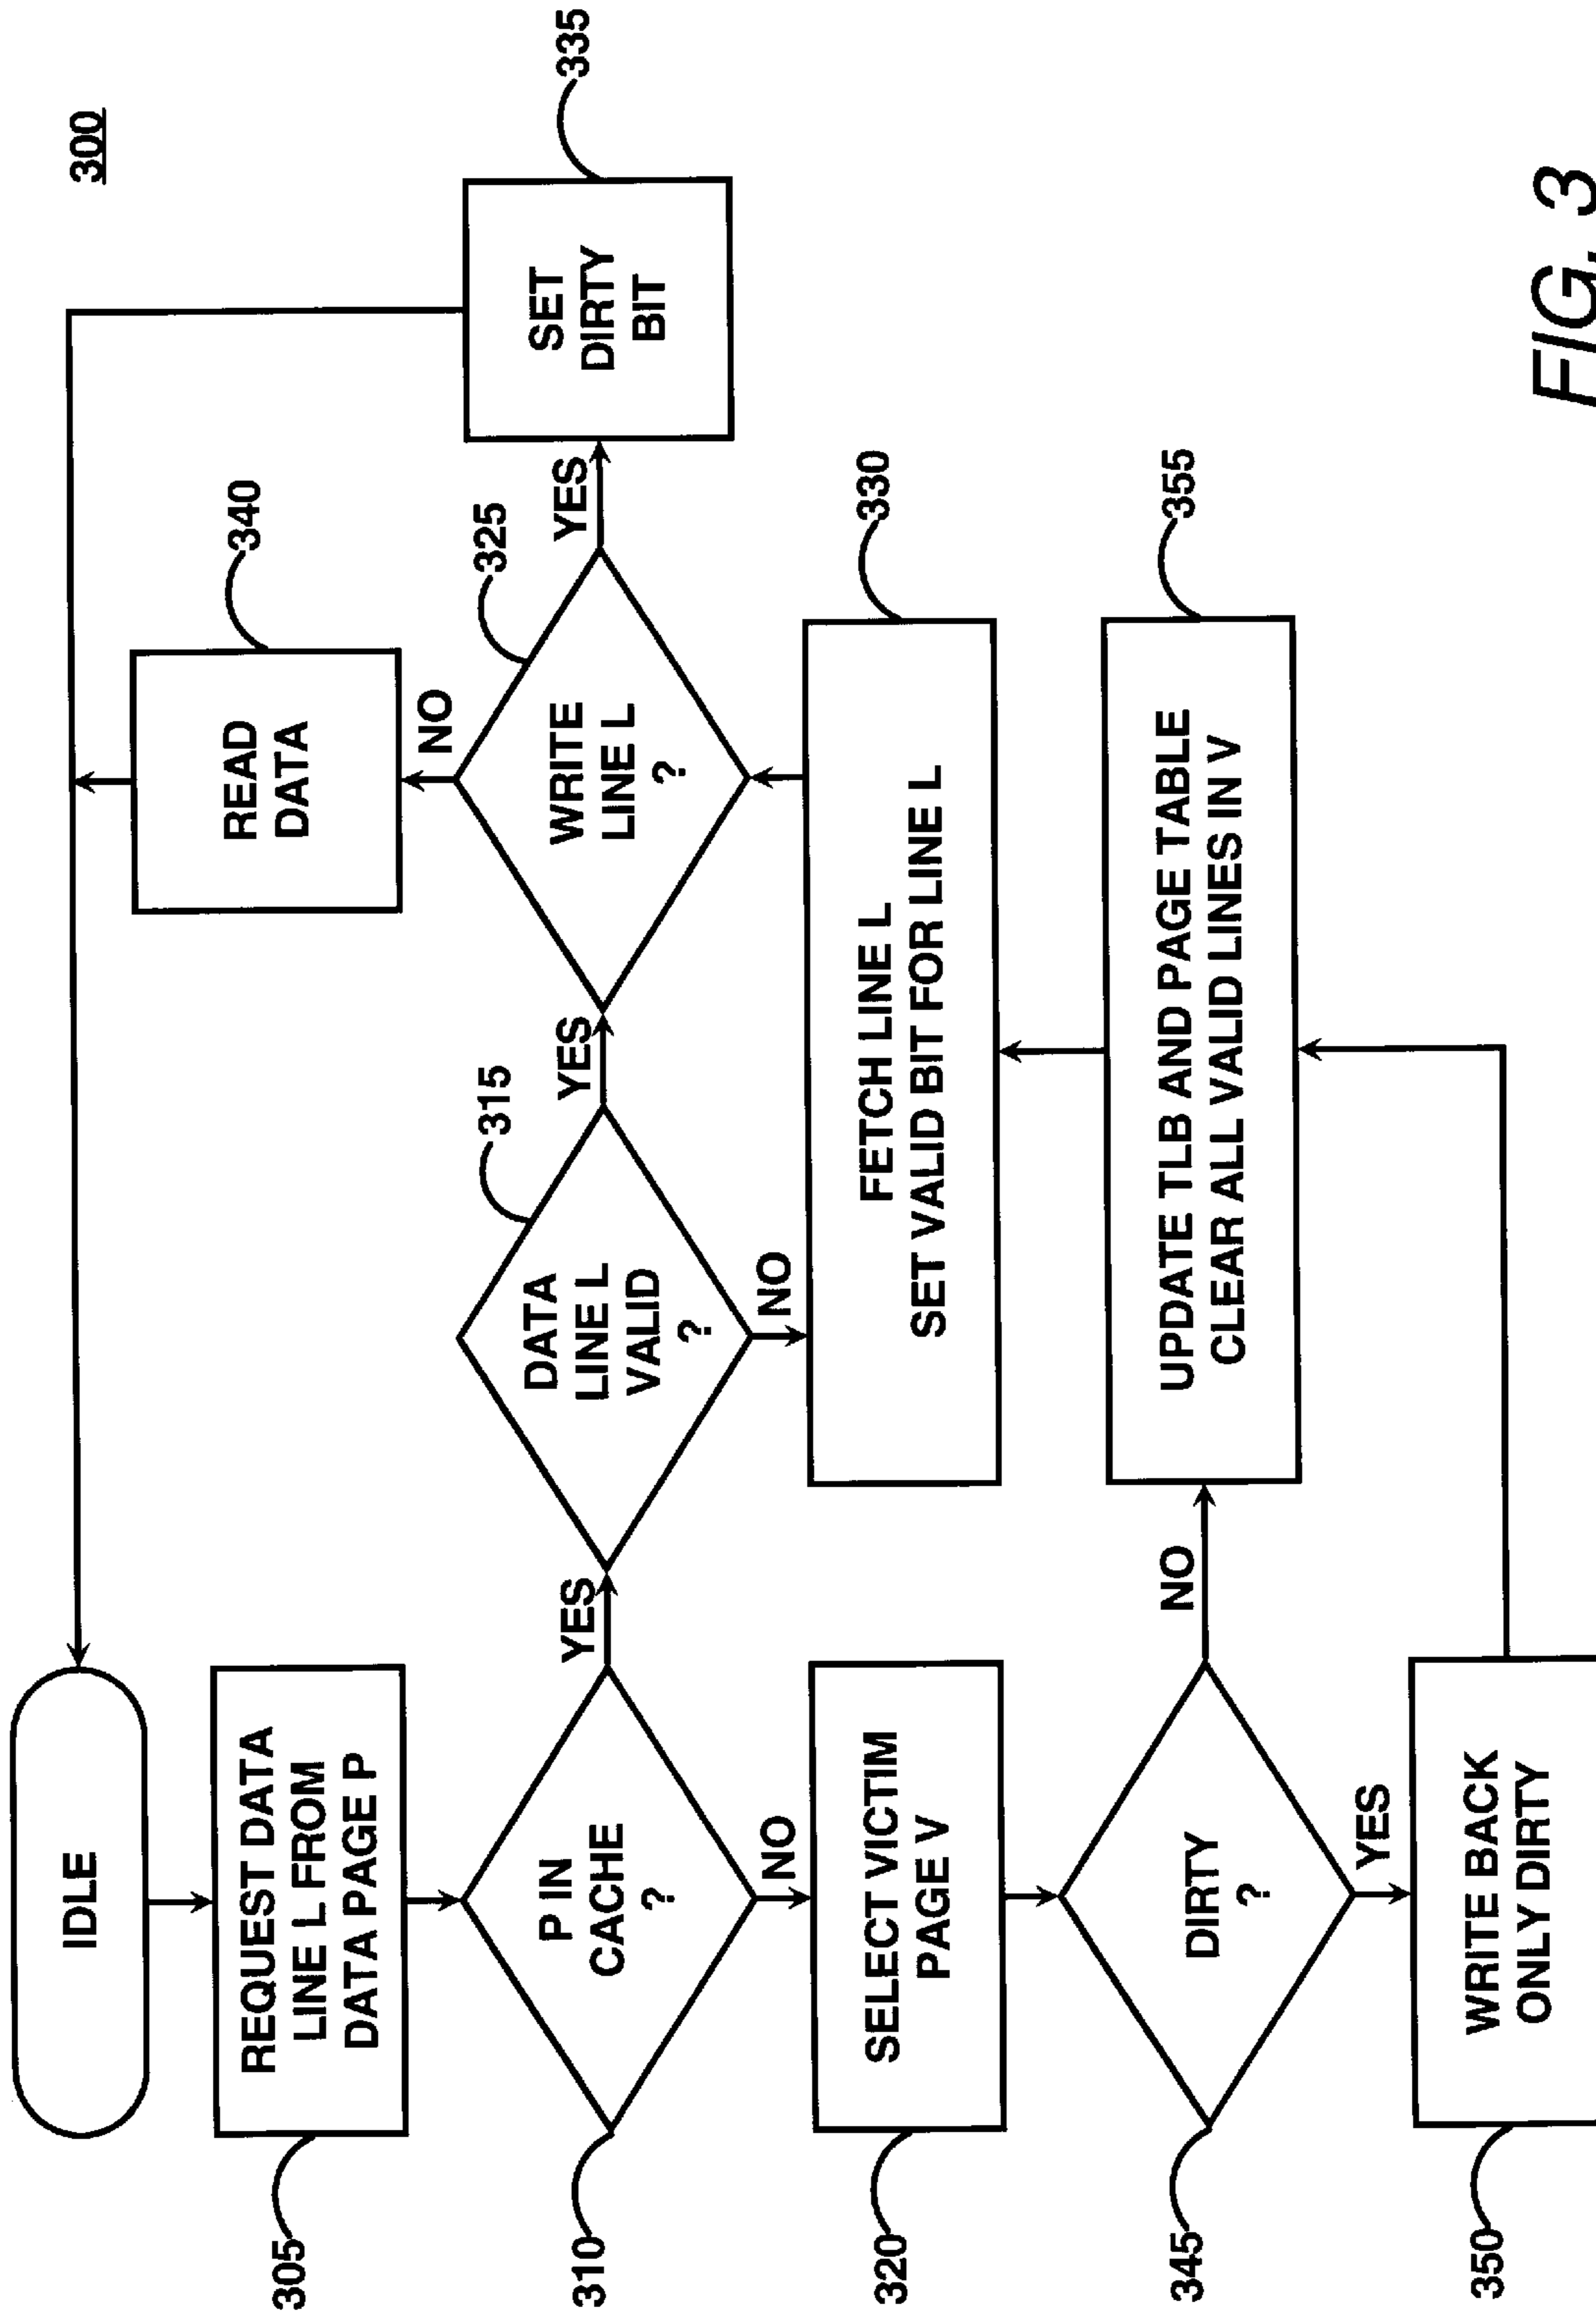 300
IDLE
305
REQUEST DATA
LINE L FROM
DATA PAGE P
310
P IN
CACHE
?
YES
NO
315
DATA
LINE L
VALID
?
YES
NO
325
WRITE
LINE L
?
YES
NO
335
SET
DIRTY
BIT
340
READ
DATA
320
SELECT VICTIM
PAGE V
330
FETCH LINE L
SET VALID BIT FOR LINE L
345
DIRTY
?
NO
YES
355
UPDATE TLB AND PAGE TABLE
CLEAR ALL VALID LINES IN V
350
WRITE BACK
ONLY DIRTY
FIG. 3